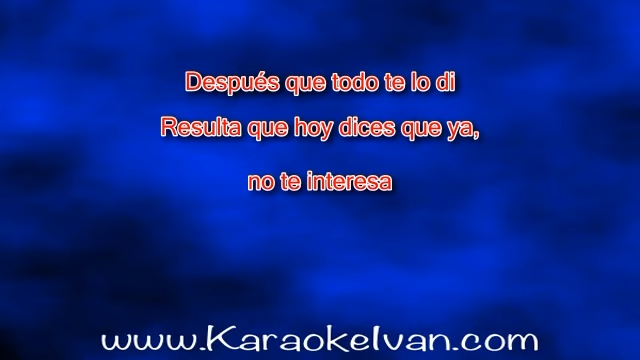 Después que todo te lo di
Resulta que hoy dices que ya,
no te interesa
www.KaraokeIvan.com